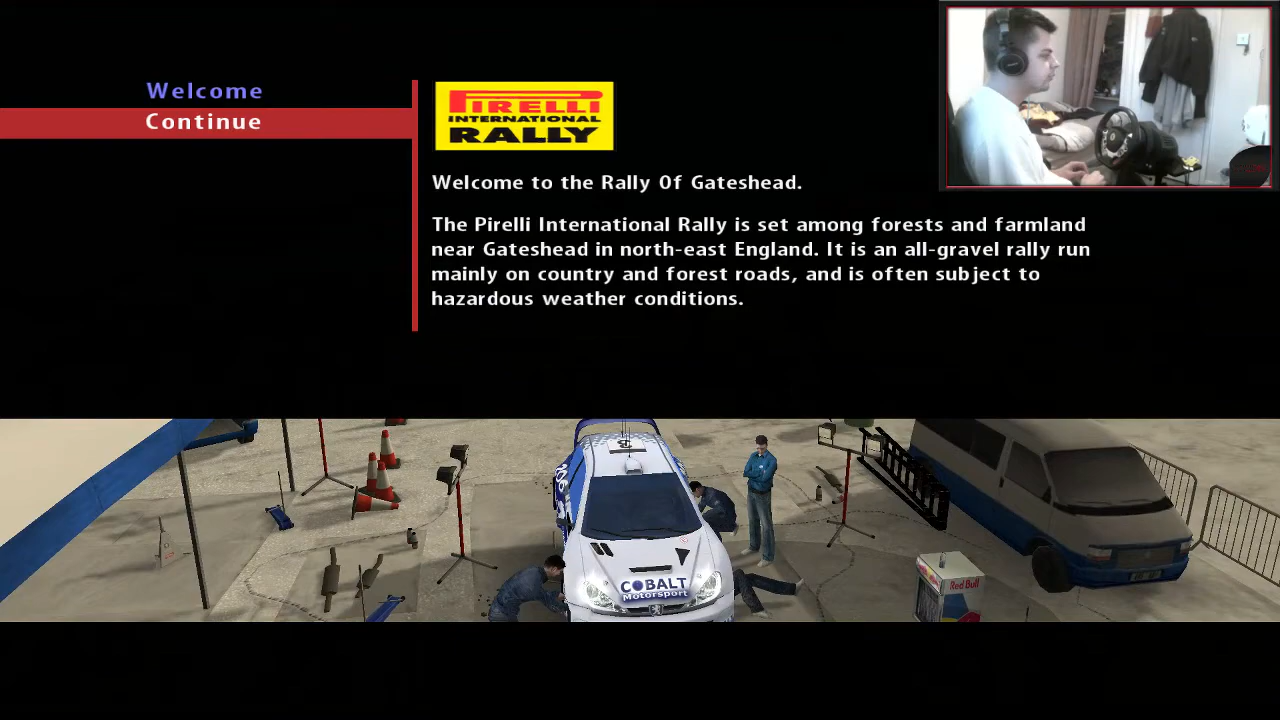 Welcome
Continue
PIRELLI
INTERNATIONAL
RALLY
Welcome to the Rally Of Gateshead.
The Pirelli International Rally is set among forests and farmland
near Gateshead in north-east England. It is an all-gravel rally run
mainly on country and forest roads, and is often subject to
hazardous weather conditions.
206
COBALT
Motorsport
Red Bull